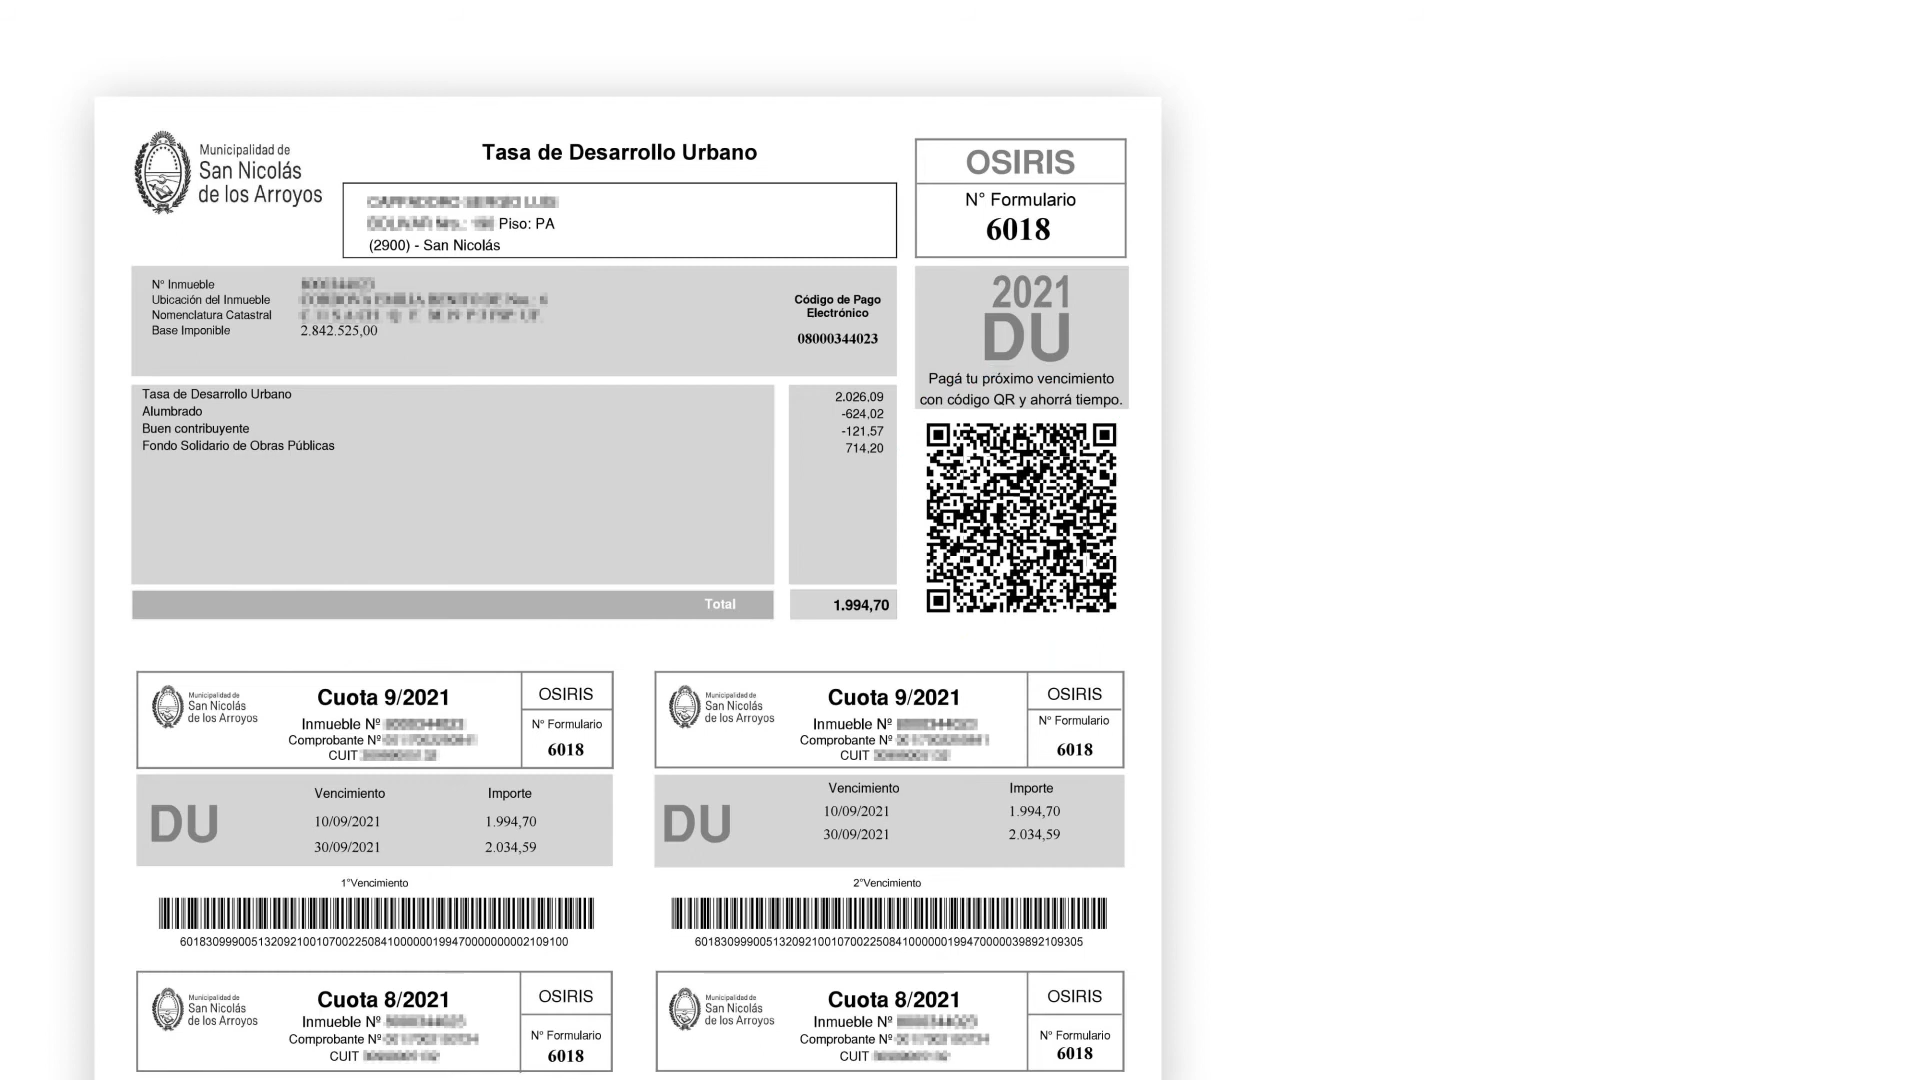 Municipalidad de
San Nicolás
de los Arroyos
Tasa de Desarrollo Urbano
Piso: PA
(2900) - San Nicolás
OSIRIS
N° Formulario
6018
N° Inmueble
Ubicación del Inmueble
Nomenclatura Catastral
Base Imponible 2.842.525,00
Código de Pago
Electrónico
08000344023
2021
DU
Pagá tu próximo vencimiento
con código QR y ahorrá tiempo.
Tasa de Desarrollo Urbano 2.026,09
Alumbrado -624,02
Buen contribuyente -121,57
Fondo Solidario de Obras Públicas 714,20
Total 1.994,70
Municipalidad de
San Nicolás
de los Arroyos
Cuota 9/2021
Inmueble Nº
Comprobante Nº
CUIT
OSIRIS
N° Formulario
6018
DU
Vencimiento Importe
10/09/2021 1.994,70
30/09/2021 2.034,59
1°Vencimiento
601830999005132092100107002250841000000199470000000002109100
Municipalidad de
San Nicolás
de los Arroyos
Cuota 9/2021
Inmueble Nº
Comprobante Nº
CUIT
OSIRIS
N° Formulario
6018
DU
Vencimiento Importe
10/09/2021 1.994,70
30/09/2021 2.034,59
2°Vencimiento
601830999005132092100107002250841000000199470000039892109305
Municipalidad de
San Nicolás
de los Arroyos
Cuota 8/2021
Inmueble Nº
Comprobante Nº
CUIT
OSIRIS
N° Formulario
6018
Municipalidad de
San Nicolás
de los Arroyos
Cuota 8/2021
Inmueble Nº
Comprobante Nº
CUIT
OSIRIS
N° Formulario
6018